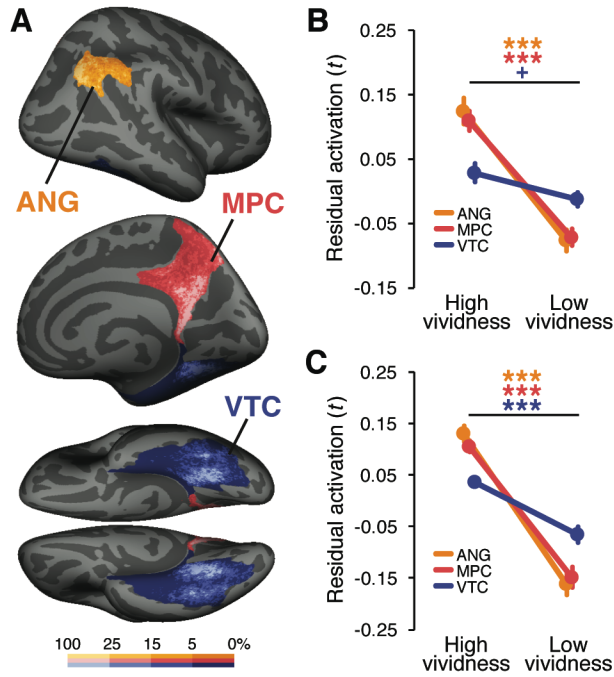 A
ANG
MPC
VTC
100 25 15 5 0%
B
***
***
+
Residual activation (t)
0.15
0.05
-0.05
-0.15
ANG
MPC
VTC
High vividness
Low vividness
C
***
***
***
Residual activation (t)
0.25
0.15
0.05
-0.05
-0.15
-0.25
ANG
MPC
VTC
High vividness
Low vividness